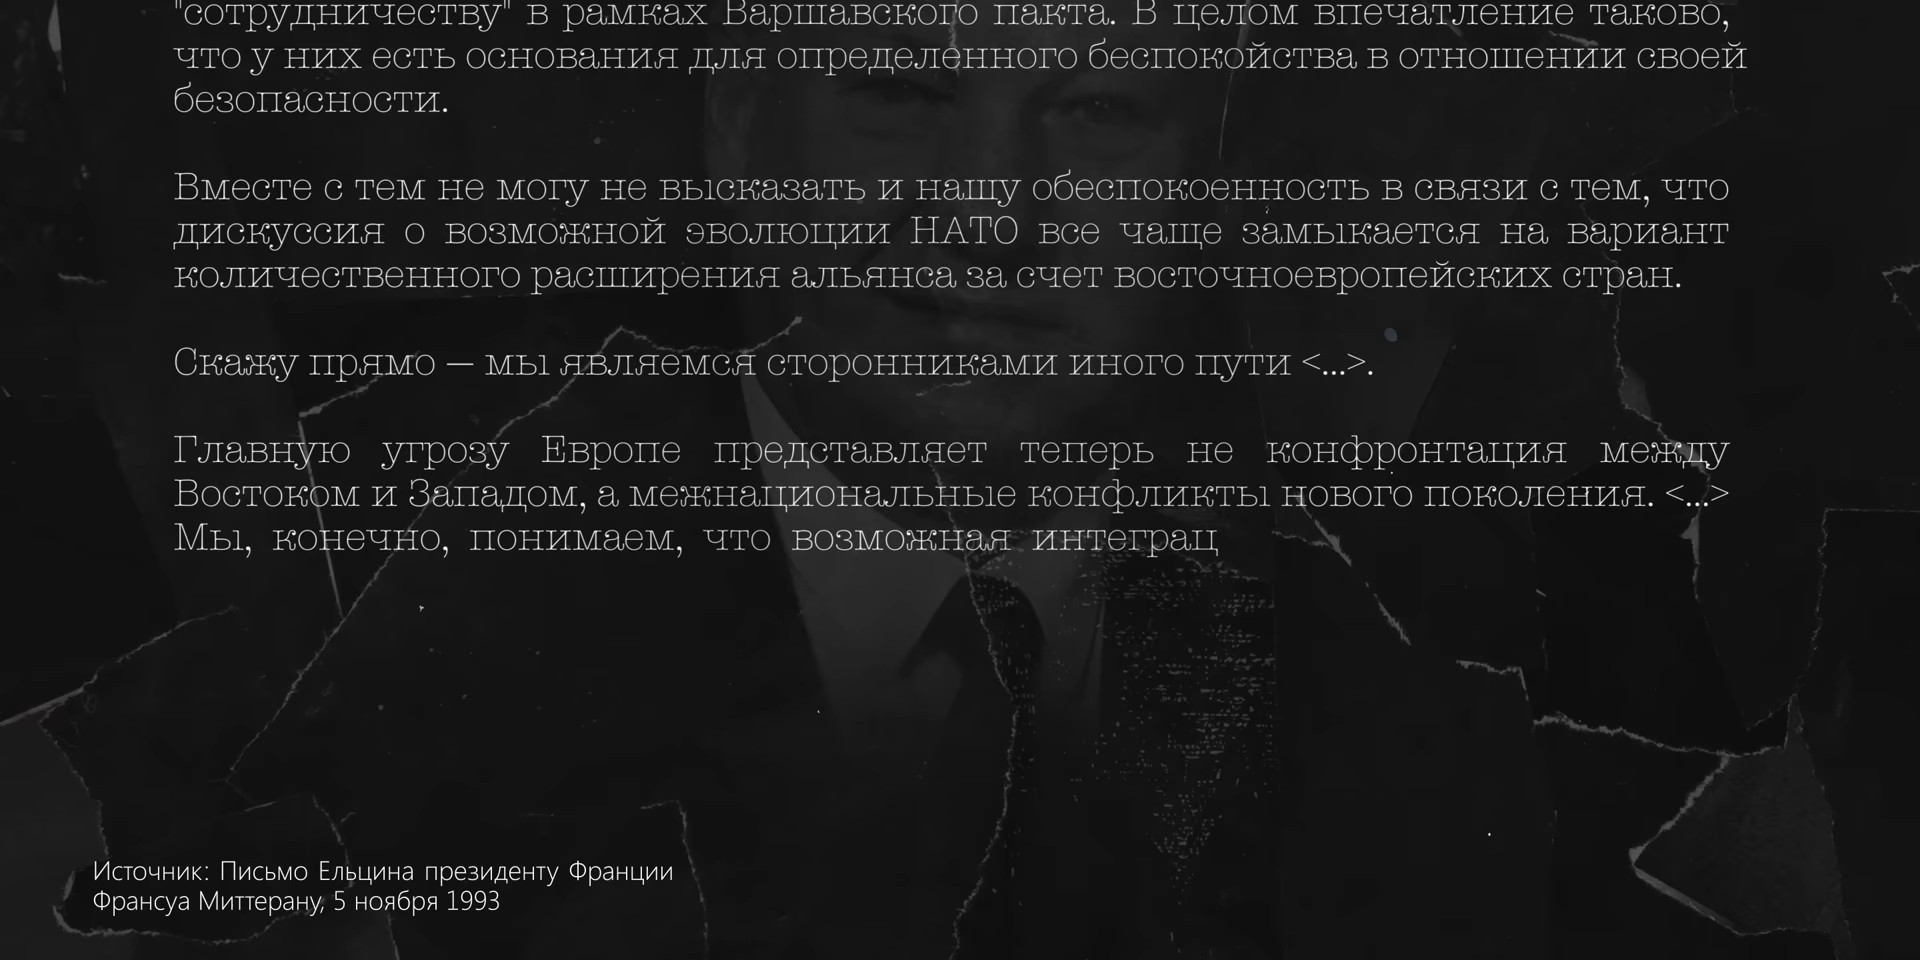 "сотрудничеству" в рамках Варшавского пакта. В целом впечатление таково,
что у них есть основания для определенного беспокойства в отношении своей
безопасности.
Вместе с тем не могу не высказать и нашу обеспокоенность в связи с тем, что
дискуссия о возможной эволюции НАТО все чаще замыкается на вариант
количественного расширения альянса за счет восточноевропейских стран.
Скажу прямо — мы являемся сторонниками иного пути <...>.
Главную угрозу Европе представляет теперь не конфронтация между
Востоком и Западом, а межнациональные конфликты нового поколения. <...>
Мы, конечно, понимаем, что возможная интеграц
Источник: Письмо Ельцина президенту Франции
Франсуа Миттерану, 5 ноября 1993